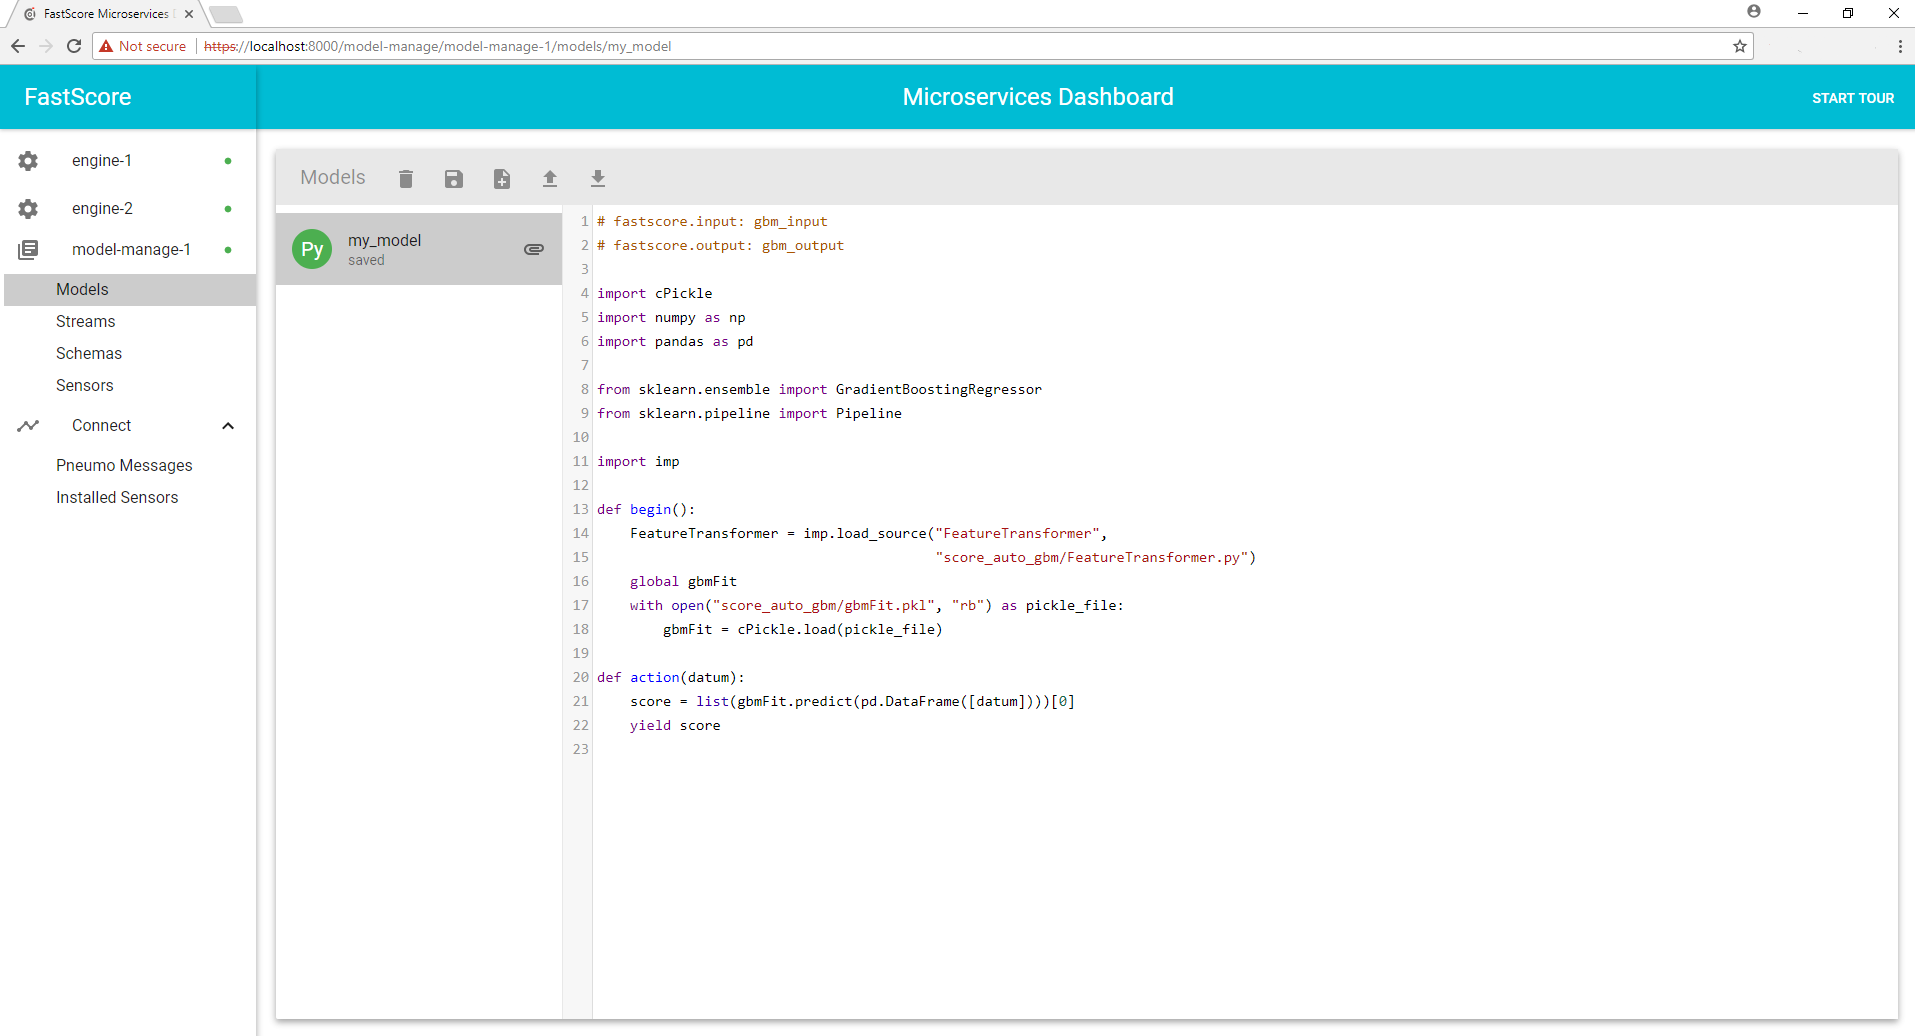 FastScore Microservices
Not secure
https://localhost:8000/model-manage/model-manage-1/models/my_model
FastScore
Microservices Dashboard
START TOUR
engine-1
engine-2
model-manage-1
Models
Streams
Schemas
Sensors
Connect
Pneumo Messages
Installed Sensors
Models
Py
my_model
saved
1 # fastscore.input: gbm_input
2 # fastscore.output: gbm_output
3
4 import cPickle
5 import numpy as np
6 import pandas as pd
7
8 from sklearn.ensemble import GradientBoostingRegressor
9 from sklearn.pipeline import Pipeline
10
11 import imp
12
13 def begin():
14     FeatureTransformer = imp.load_source("FeatureTransformer",
15                                          "score_auto_gbm/FeatureTransformer.py")
16     global gbmFit
17     with open("score_auto_gbm/gbmFit.pkl", "rb") as pickle_file:
18         gbmFit = cPickle.load(pickle_file)
19
20 def action(datum):
21     score = list(gbmFit.predict(pd.DataFrame([datum])))[0]
22     yield score
23